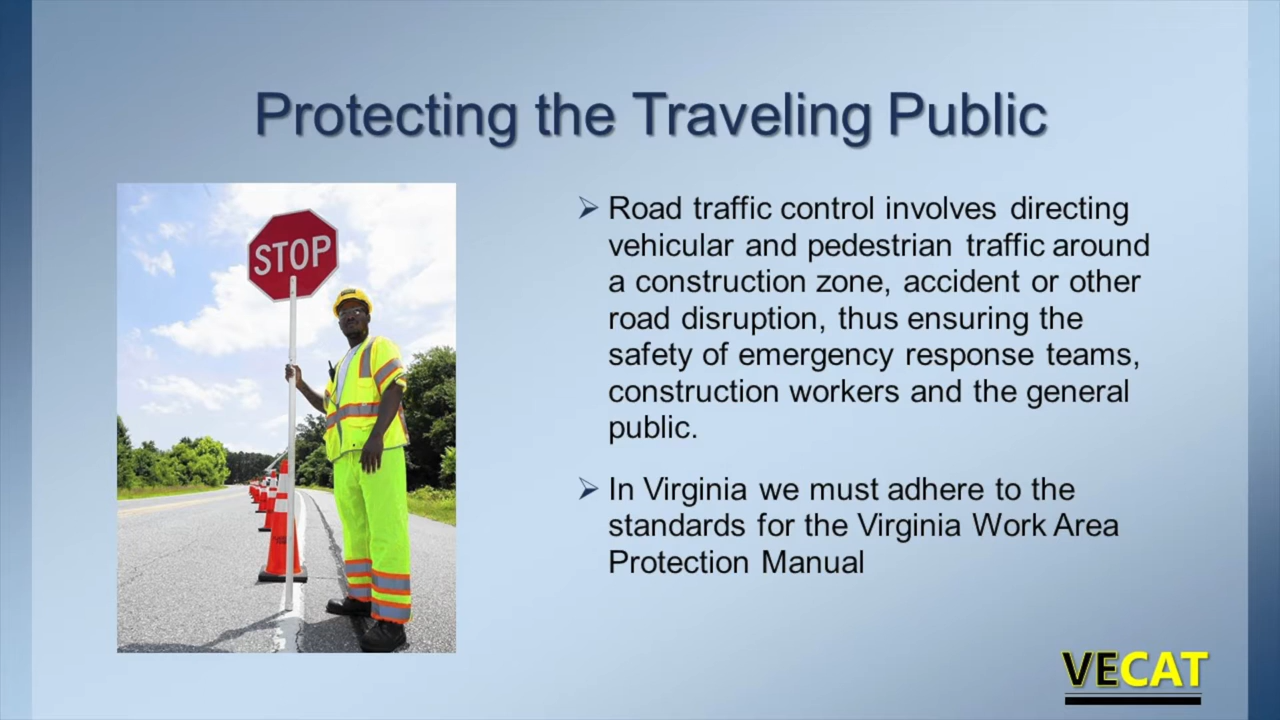 Protecting the Traveling Public
STOP
Road traffic control involves directing
vehicular and pedestrian traffic around
a construction zone, accident or other
road disruption, thus ensuring the
safety of emergency response teams,
construction workers and the general
public.
In Virginia we must adhere to the
standards for the Virginia Work Area
Protection Manual
VECAT